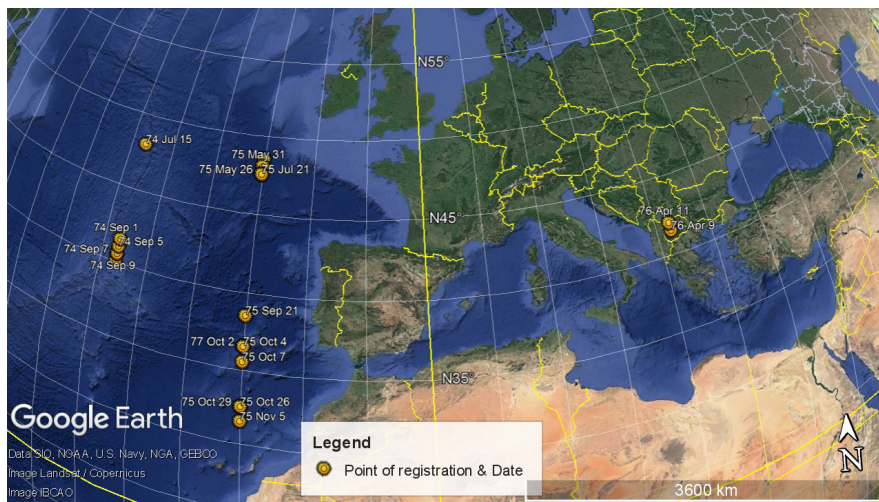 N55°
74 Jul 15
75 May 31
75 May 26
75 Jul 21
N45°
76 Apr 11
76 Apr 9
74 Sep 1
74 Sep 5
74 Sep 7
74 Sep 9
75 Sep 21
77 Oct 2
75 Oct 4
75 Oct 7
N35°
75 Oct 29
75 Oct 26
75 Nov 5
Google Earth
Legend
Point of registration & Date
Data SIO, NOAA, U.S. Navy, NGA, GEBCO
Image Landsat / Copernicus
Image IBCAO
N
3600 km